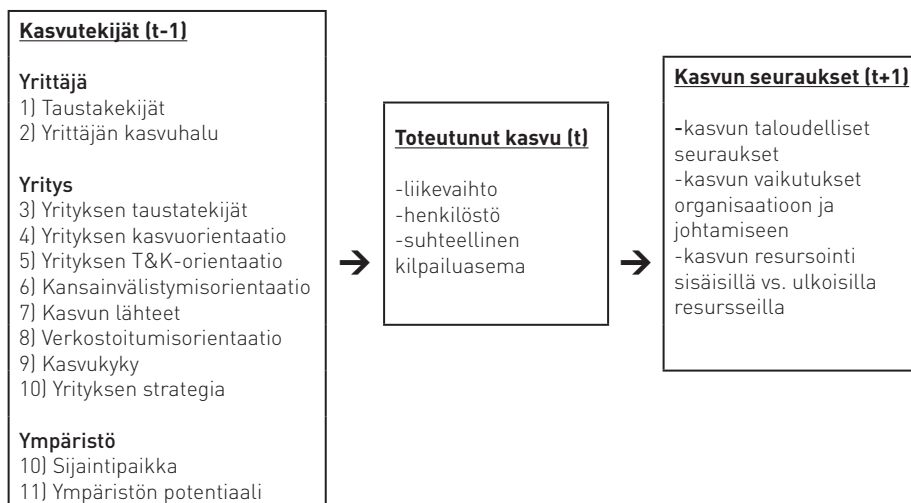 Kasvutekijät (t-1)
Yrittäjä
1) Taustakekijät
2) Yrittäjän kasvuhalu
Yritys
3) Yrityksen taustatekijät
4) Yrityksen kasvuorientaatio
5) Yrityksen T&K-orientaatio
6) Kansainvälistymisorientaatio
7) Kasvun lähteet
8) Verkostoitumisorientaatio
9) Kasvukyky
10) Yrityksen strategia
Ympäristö
10) Sijaintipaikka
11) Ympäristön potentiaali
Toteutunut kasvu (t)
-liikevaihto
-henkilöstö
-suhteellinen
kilpailuasema
Kasvun seuraukset (t+1)
-kasvun taloudelliset
seuraukset
-kasvun vaikutukset
organisaatioon ja
johtamiseen
-kasvun resursointi
sisäisillä vs. ulkoisilla
resursseilla